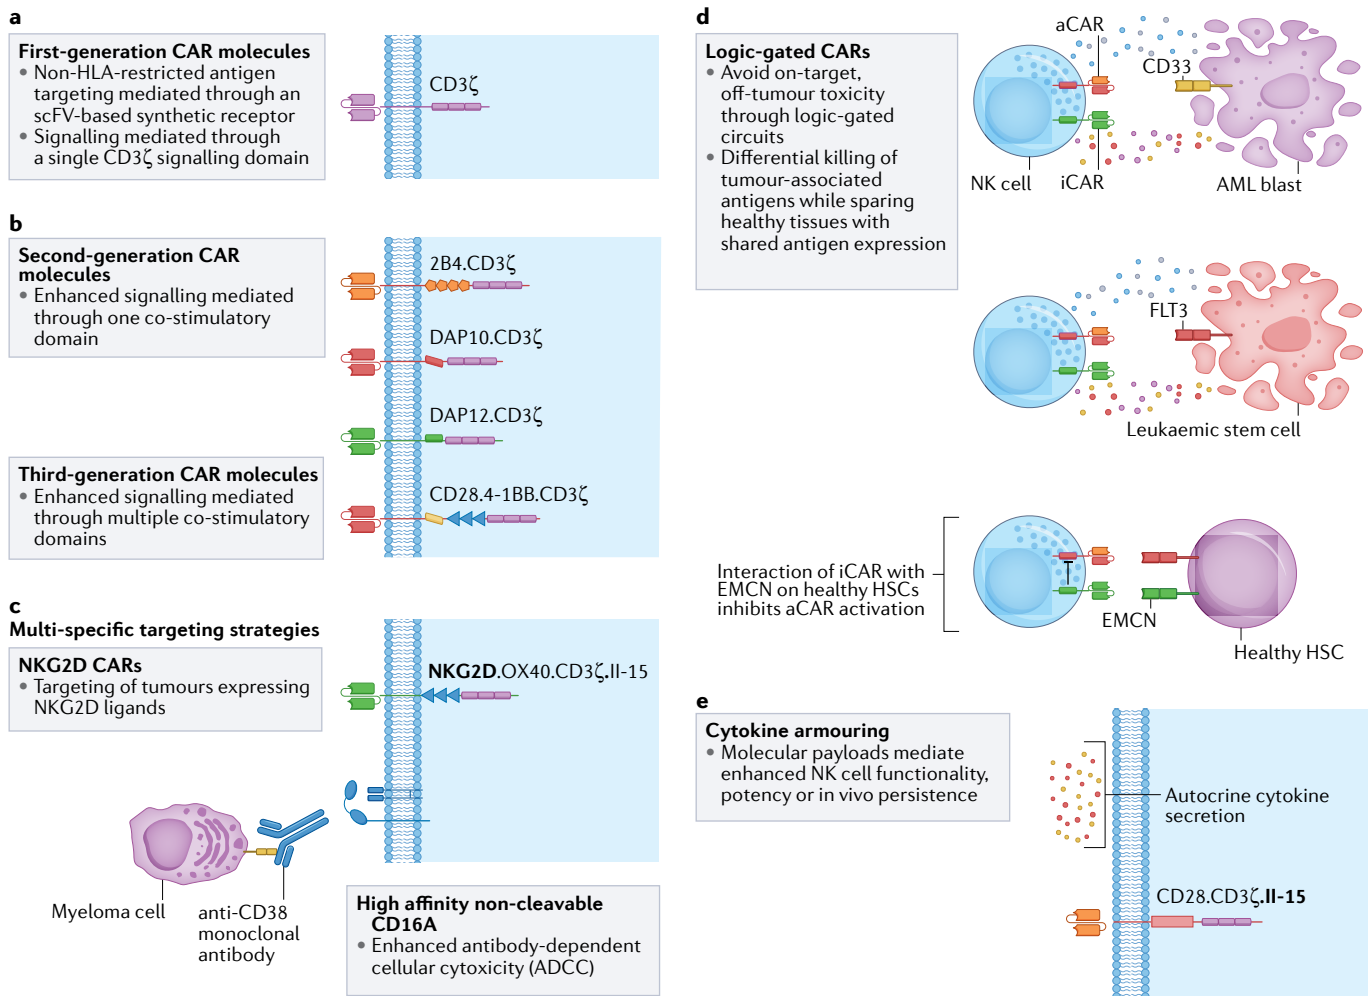 a
First-generation CAR molecules
• Non-HLA-restricted antigen
targeting mediated through an
scFV-based synthetic receptor
• Signalling mediated through
a single CD3ζ signalling domain
CD3ζ
b
Second-generation CAR
molecules
• Enhanced signalling mediated
through one co-stimulatory
domain
2B4.CD3ζ
DAP10.CD3ζ
DAP12.CD3ζ
Third-generation CAR molecules
• Enhanced signalling mediated
through multiple co-stimulatory
domains
CD28.4-1BB.CD3ζ
c
Multi-specific targeting strategies
NKG2D CARs
• Targeting of tumours expressing
NKG2D ligands
NKG2D.OX40.CD3ζ.Il-15
Myeloma cell
anti-CD38
monoclonal
antibody
High affinity non-cleavable
CD16A
• Enhanced antibody-dependent
cellular cytoxicity (ADCC)
d
Logic-gated CARs
• Avoid on-target,
off-tumour toxicity
through logic-gated
circuits
• Differential killing of
tumour-associated
antigens while sparing
healthy tissues with
shared antigen expression
aCAR
CD33
NK cell
iCAR
AML blast
FLT3
Leukaemic stem cell
Interaction of iCAR with
EMCN on healthy HSCs
inhibits aCAR activation
EMCN
Healthy HSC
e
Cytokine armouring
• Molecular payloads mediate
enhanced NK cell functionality,
potency or in vivo persistence
Autocrine cytokine
secretion
CD28.CD3ζ.Il-15